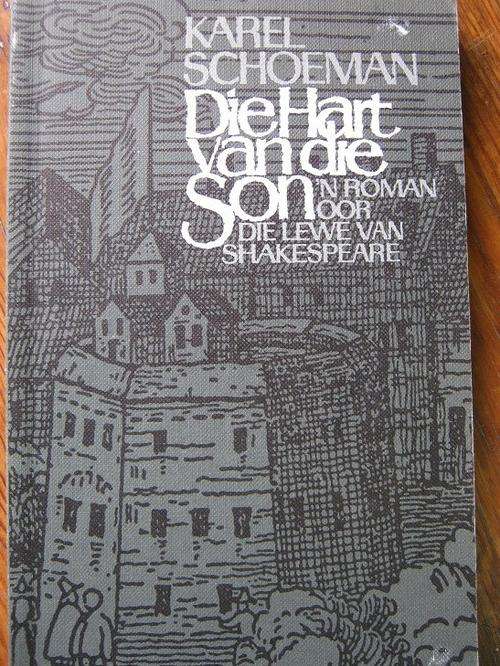 KAREL
SCHOEMAN
Die Hart
van die
Son 'N ROMAN
OOR
DIE LEWE VAN
SHAKESPEARE